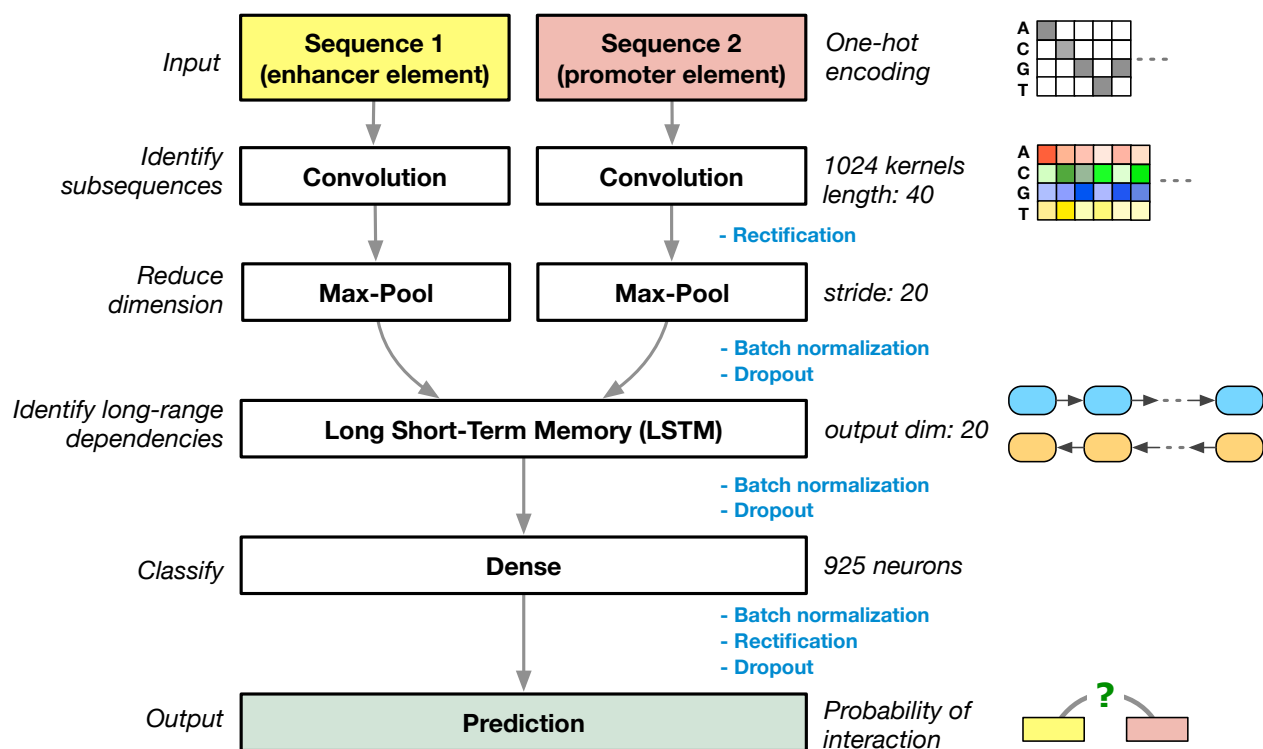 Input
Sequence 1
(enhancer element)
Sequence 2
(promoter element)
One-hot
encoding
A
C
G
T
Identify
subsequences
Convolution
Convolution
1024 kernels
length: 40
A
C
G
T
- Rectification
Reduce
dimension
Max-Pool
Max-Pool
stride: 20
- Batch normalization
- Dropout
Identify long-range
dependencies
Long Short-Term Memory (LSTM)
output dim: 20
- Batch normalization
- Dropout
Classify
Dense
925 neurons
- Batch normalization
- Rectification
- Dropout
Output
Prediction
Probability of
interaction
?